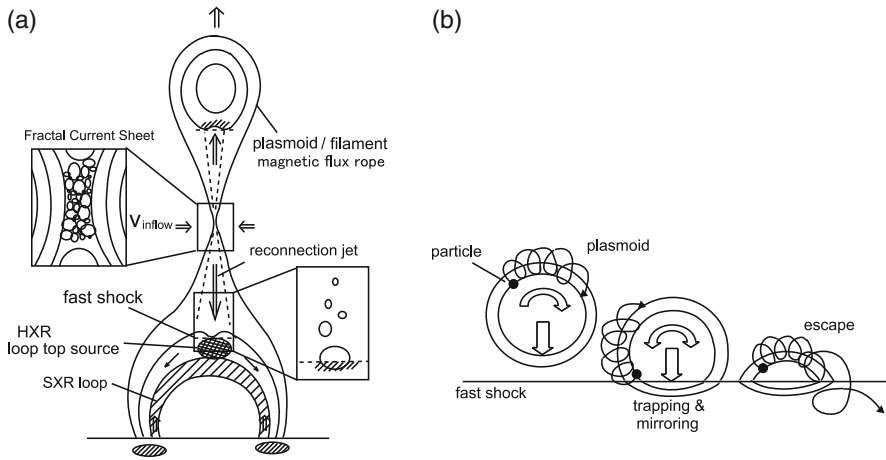 (a)
Fractal Current Sheet
plasmoid / filament
magnetic flux rope
Vinflow
reconnection jet
fast shock
HXR
loop top source
SXR loop
(b)
particle
plasmoid
escape
fast shock
trapping &
mirroring